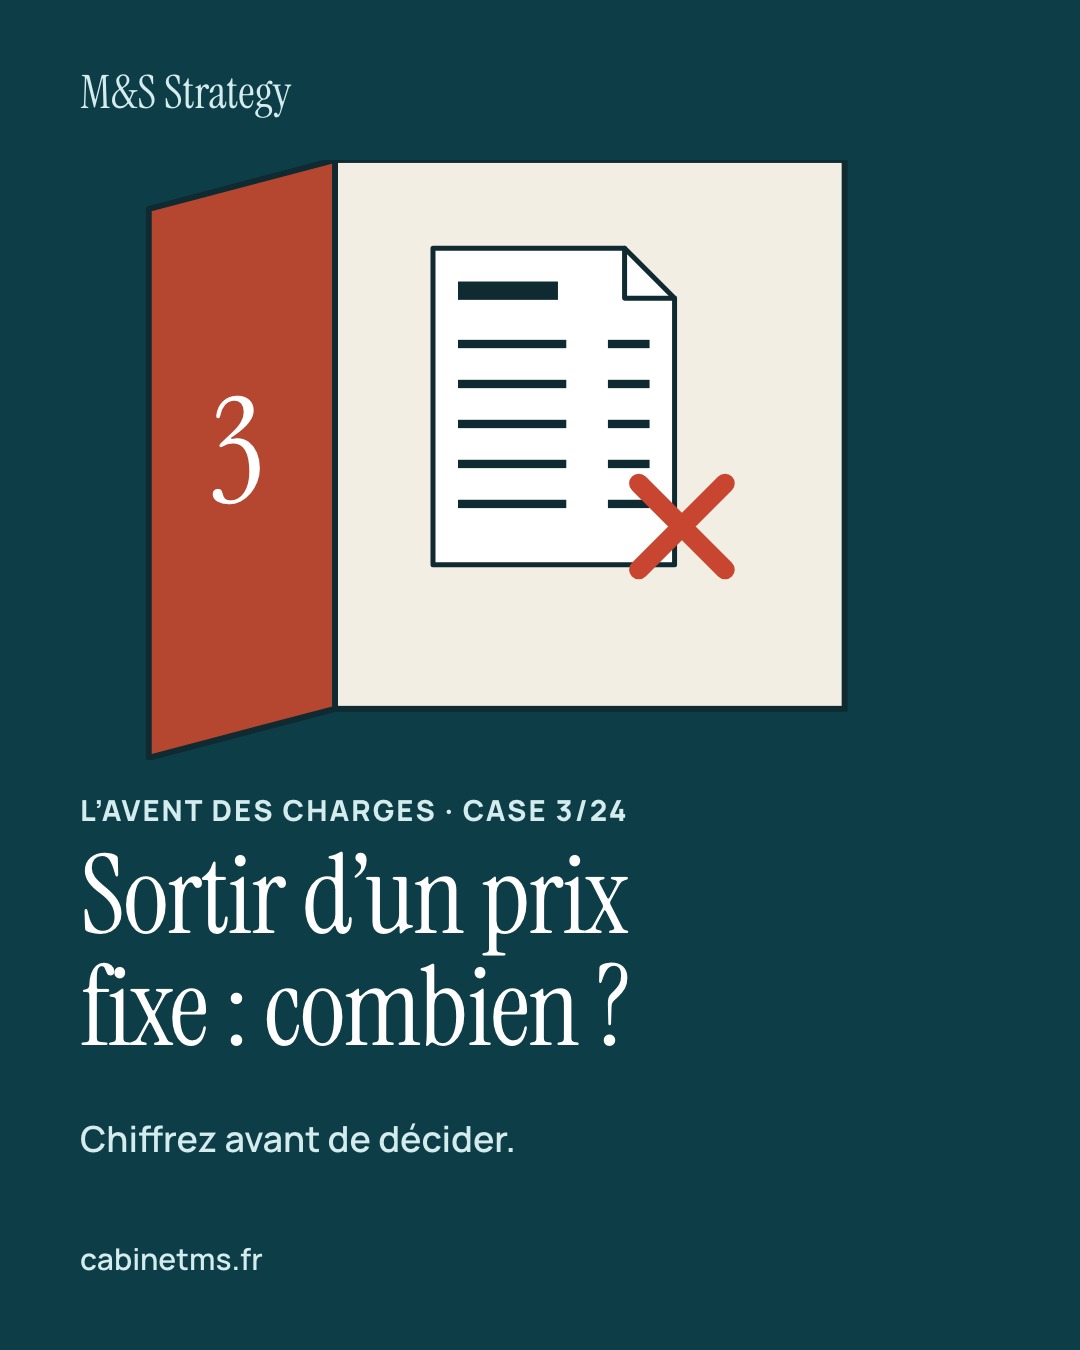 M&S Strategy
3
L’AVENT DES CHARGES · CASE 3/24
Sortir d’un prix
fixe : combien ?
Chiffrez avant de décider.
cabinetms.fr